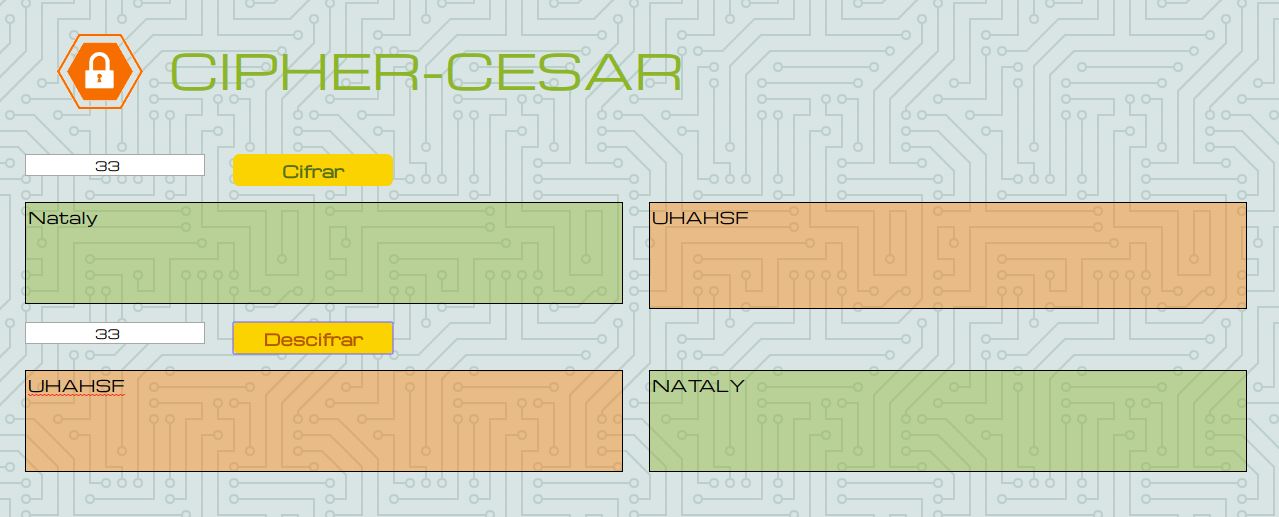 CIPHER-CESAR
33
Cifrar
Nataly
UHAHSF
33
Descifrar
UHAHSF
NATALY